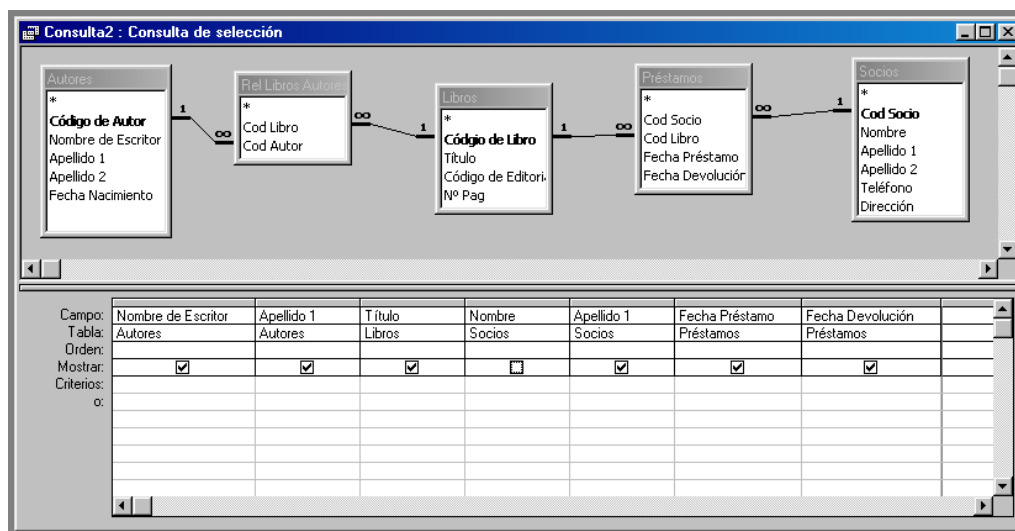 Consulta2 : Consulta de selección
Autores
*
Código de Autor
Nombre de Escritor
Apellido 1
Apellido 2
Fecha Nacimiento
1
∞
Rel Libros Autores
*
Cod Libro
Cod Autor
∞
1
Libros
*
Códgio de Libro
Título
Código de Editori
Nº Pag
1
∞
Préstamos
*
Cod Socio
Cod Libro
Fecha Préstamo
Fecha Devolución
∞
1
Socios
*
Cod Socio
Nombre
Apellido 1
Apellido 2
Teléfono
Dirección
Campo: Nombre de Escritor Apellido 1 Título Nombre Apellido 1 Fecha Préstamo Fecha Devolución
Tabla: Autores Autores Libros Socios Socios Préstamos Préstamos
Orden:
Mostrar:
Criterios:
o: